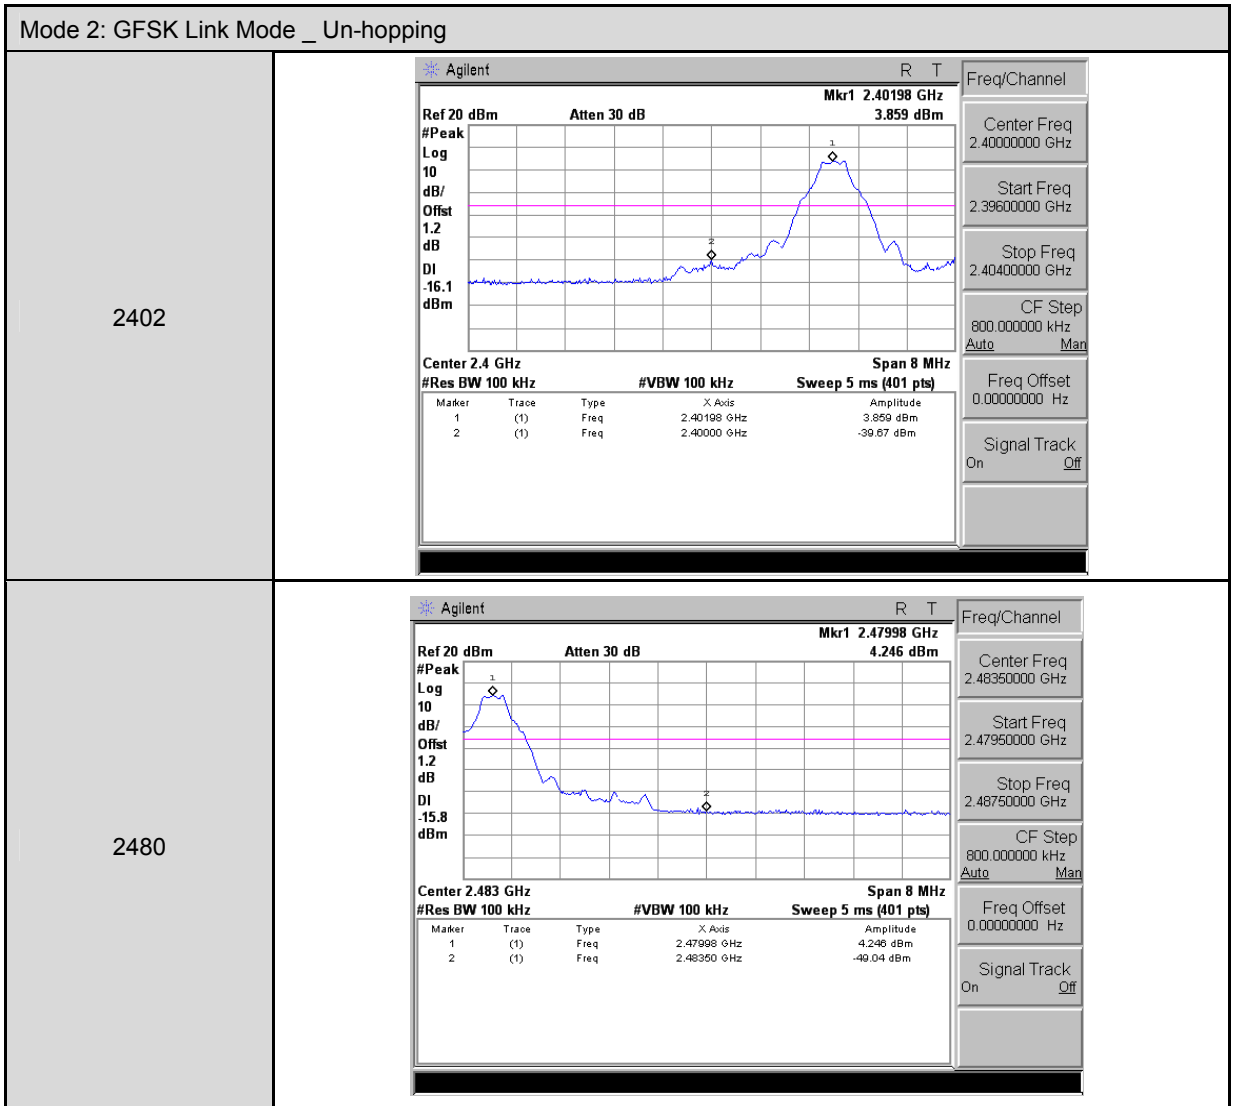 Mode 2: GFSK Link Mode _ Un-hopping
2402
Agilent
R T
Mkr1 2.40198 GHz
Ref 20 dBm Atten 30 dB 3.859 dBm
#Peak
Log
10
dB/
Offst
1.2
dB
DI
-16.1
dBm
1
2
Center 2.4 GHz Span 8 MHz
#Res BW 100 kHz #VBW 100 kHz Sweep 5 ms (401 pts)
Marker Trace Type X Axis Amplitude
1 (1) Freq 2.40198 GHz 3.859 dBm
2 (1) Freq 2.40000 GHz -39.67 dBm
Freq/Channel
Center Freq
2.40000000 GHz
Start Freq
2.39600000 GHz
Stop Freq
2.40400000 GHz
CF Step
800.000000 kHz
Auto Man
Freq Offset
0.00000000 Hz
Signal Track
On Off
2480
Agilent
R T
Mkr1 2.47998 GHz
Ref 20 dBm Atten 30 dB 4.246 dBm
#Peak
Log
10
dB/
Offst
1.2
dB
DI
-15.8
dBm
1
2
Center 2.483 GHz Span 8 MHz
#Res BW 100 kHz #VBW 100 kHz Sweep 5 ms (401 pts)
Marker Trace Type X Axis Amplitude
1 (1) Freq 2.47998 GHz 4.246 dBm
2 (1) Freq 2.48350 GHz -49.04 dBm
Freq/Channel
Center Freq
2.48350000 GHz
Start Freq
2.47950000 GHz
Stop Freq
2.48750000 GHz
CF Step
800.000000 kHz
Auto Man
Freq Offset
0.00000000 Hz
Signal Track
On Off